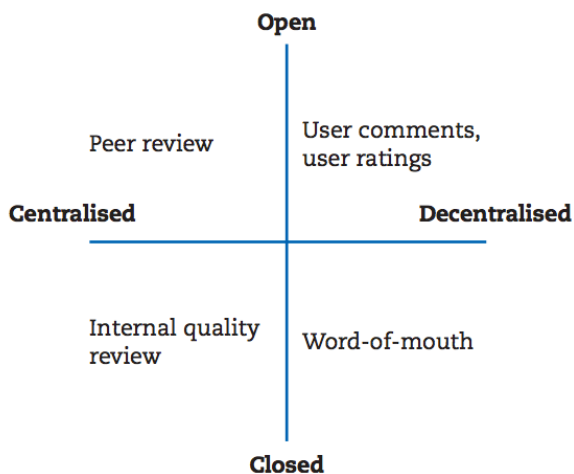 Open
Peer review
User comments,
user ratings
Centralised
Decentralised
Internal quality
review
Word-of-mouth
Closed